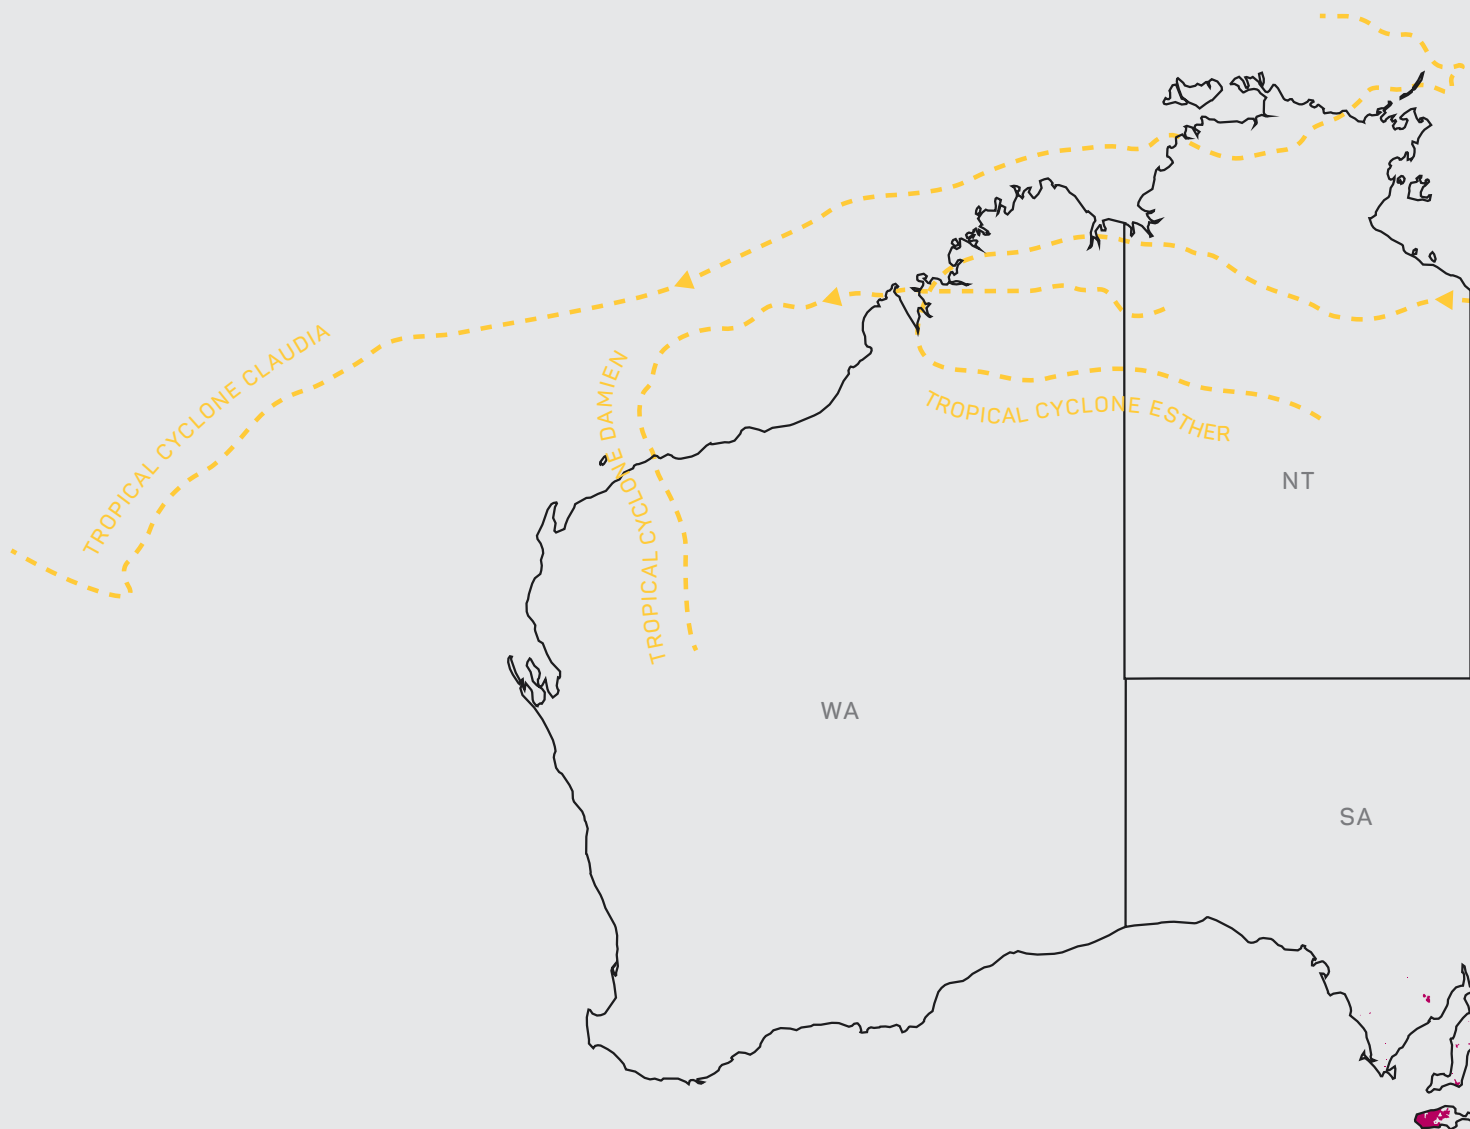 TROPICAL CYCLONE CLAUDIA
TROPICAL CYCLONE DAMIEN
TROPICAL CYCLONE ESTHER
NT
WA
SA